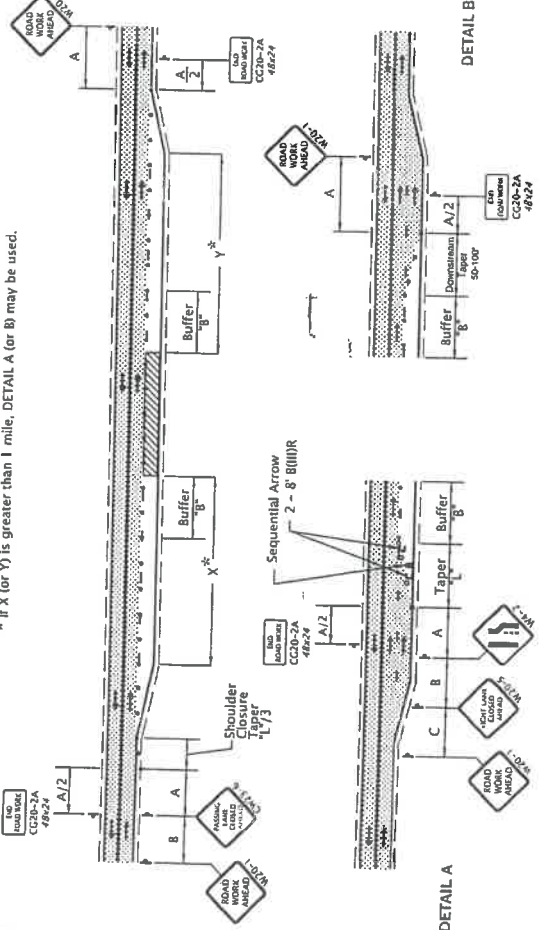 * If X (or Y) is greater than 1 mile, DETAIL A (or B) may be used.
END
ROAD WORK
CG20-2A
48x24
A/2
B
A
ROAD
WORK
AHEAD
W20-1
PASSING
LANE
CLOSED
AHEAD
Shoulder
Closure
Taper
"L"/3
X*
Buffer
"B"
Buffer
"B"
Y*
A
A
2
ROAD
WORK
AHEAD
W20-1
END
ROAD WORK
CG20-2A
48x24
DETAIL A
END
ROAD WORK
CG20-2A
48x24
A/2
Sequential Arrow
2 - 8' B(III)R
C
B
A
Taper
"L"
Buffer
"B"
ROAD
WORK
AHEAD
W20-1
RIGHT LANE
CLOSED
AHEAD
W20-5
W4-2
DETAIL B
ROAD
WORK
AHEAD
W20-1
A
Buffer
"B"
Downstream
Taper
50-100'
A/2
END
ROAD WORK
CG20-2A
48x24